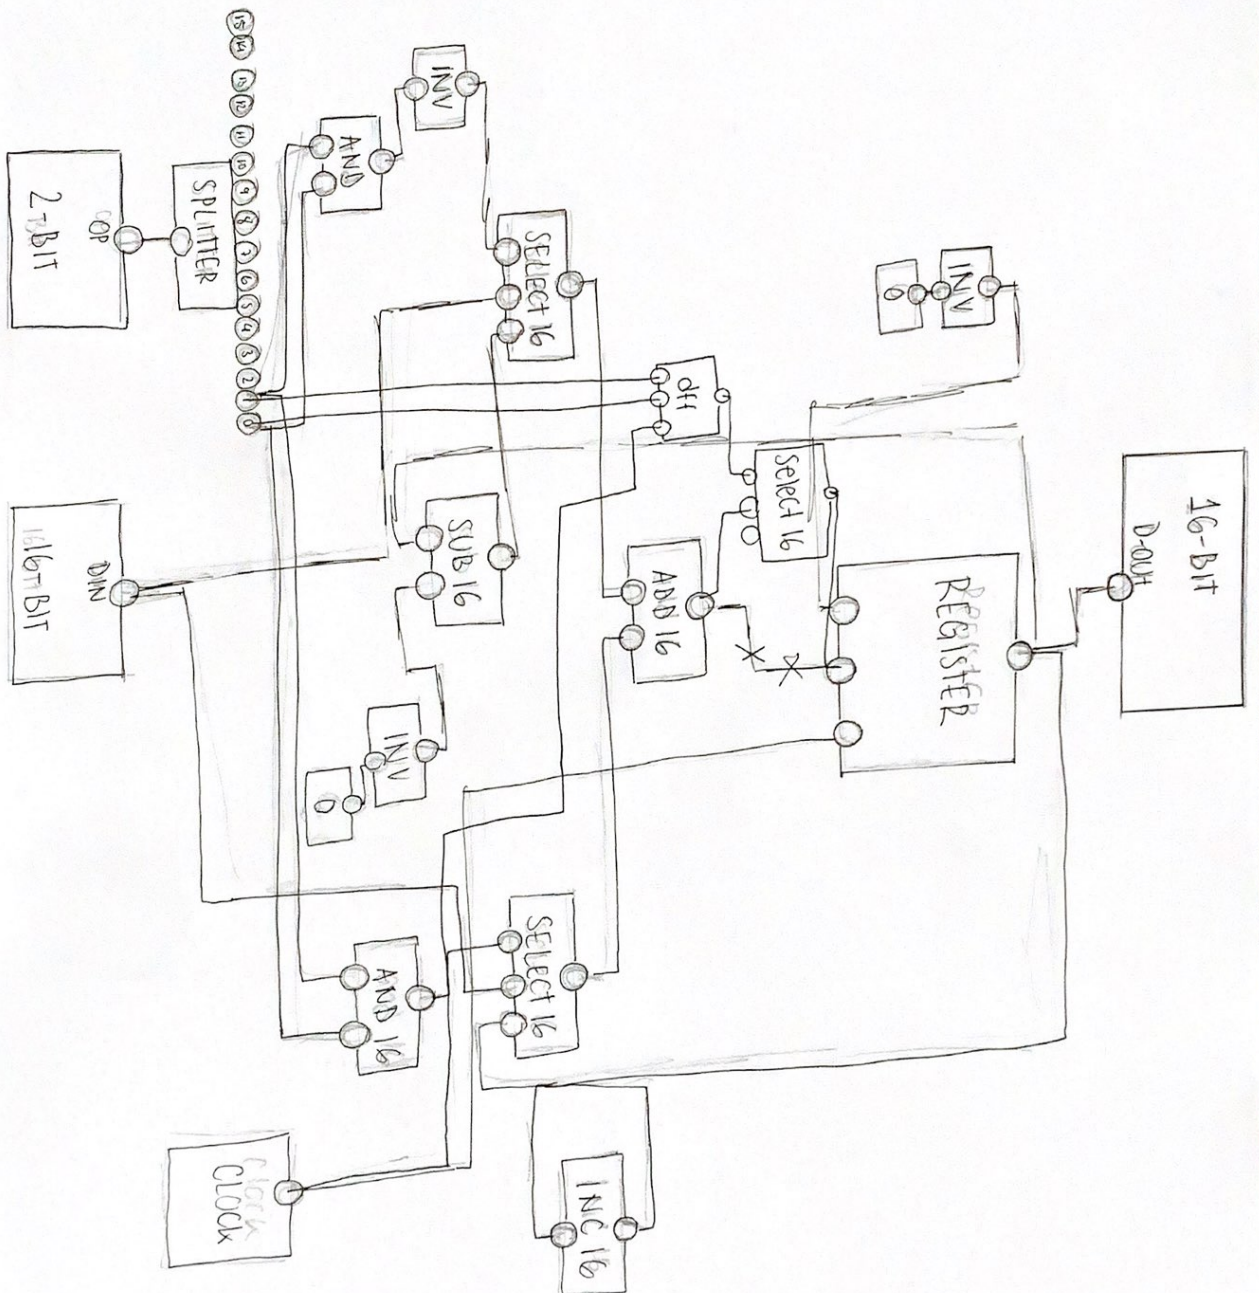 16-BIT
D-OUT
INV
0
REGISTER
select 16
dff
ADD 16
SELECT 16
SELECT 16
INC 16
INV
SUB 16
AND
INV
0
AND 16
15 14 13 12 11 10 9 8 7 6 5 4 3 2 0
SPLITTER
Clock
CLOCK
OP
2-BIT
DIN
16-BIT